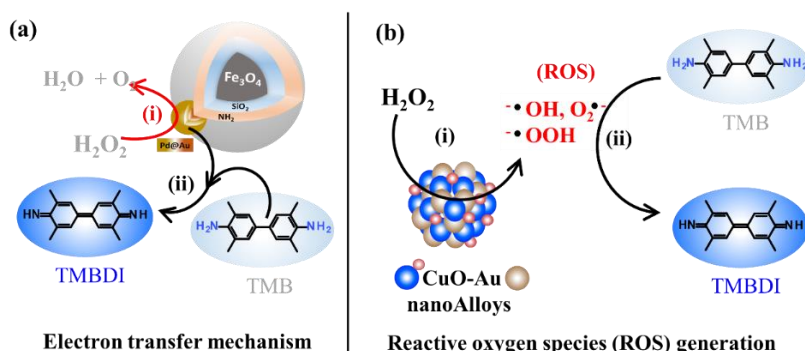 (a)
H₂O + O₂
(i)
H₂O₂
Fe₃O₄
SiO₂
NH₂
Pd@Au
(ii)
HN
NH
TMBDI
H₂N
NH₂
TMB
Electron transfer mechanism
(b)
H₂O₂
(i)
(ROS)
-• OH, O₂•-
-• OOH
(ii)
H₂N
NH₂
TMB
HN
NH
TMBDI
CuO-Au
nanoAlloys
Reactive oxygen species (ROS) generation